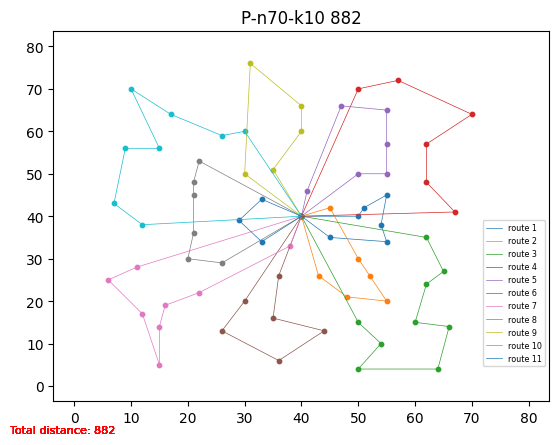 P-n70-k10 882
80
70
60
50
40
30
20
10
0
0 10 20 30 40 50 60 70 80
route 1
route 2
route 3
route 4
route 5
route 6
route 7
route 8
route 9
route 10
route 11
Total distance: 882